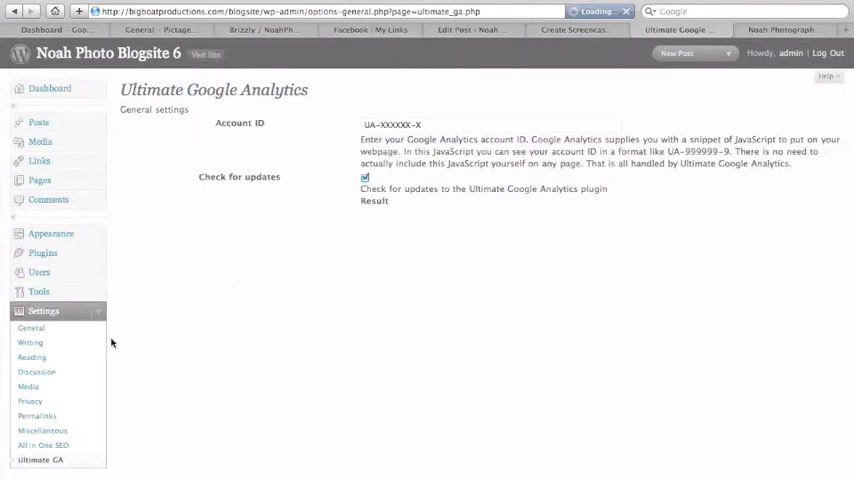 http://bigboatproductions.com/blogsite/wp-admin/options-general.php?page=ultimate_ga.php
Loading...
Google
Dashboard – Goo...
General – Pictage...
Brizzly / NoahPh...
Facebook | My Links
Edit Post ‹ Noah ...
Create Screencas...
Ultimate Google ...
Noah Photograph...
Noah Photo Blogsite 6
Visit Site
New Post
Howdy, admin | Log Out
Help
Dashboard
Posts
Media
Links
Pages
Comments
Appearance
Plugins
Users
Tools
Settings
General
Writing
Reading
Discussion
Media
Privacy
Permalinks
Miscellaneous
All in One SEO
Ultimate GA
Ultimate Google Analytics
General settings
Account ID
UA-XXXXXX-X
Enter your Google Analytics account ID. Google Analytics supplies you with a snippet of JavaScript to put on your
webpage. In this JavaScript you can see your account ID in a format like UA-999999-9. There is no need to
actually include this JavaScript yourself on any page. That is all handled by Ultimate Google Analytics.
Check for updates
Check for updates to the Ultimate Google Analytics plugin
Result